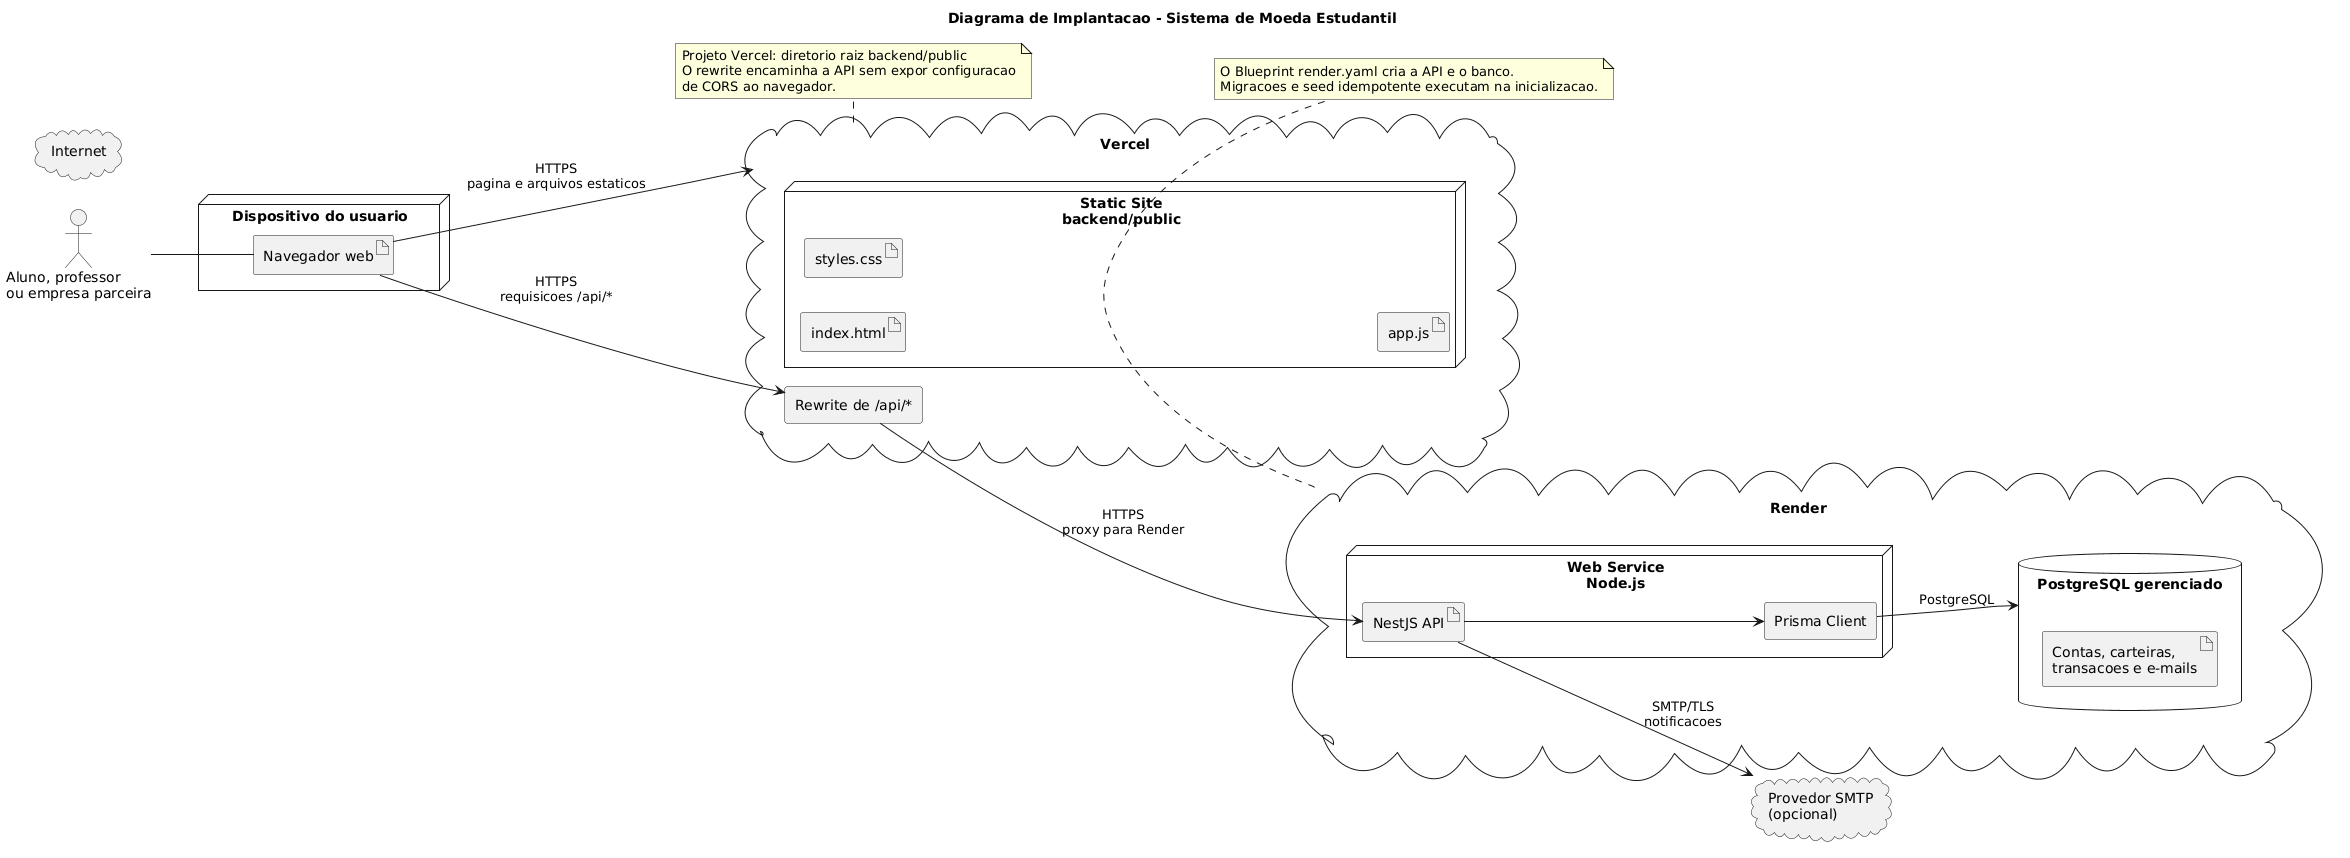 Diagrama de Implantacao - Sistema de Moeda Estudantil
Projeto Vercel: diretorio raiz backend/public
O rewrite encaminha a API sem expor configuracao
de CORS ao navegador.
O Blueprint render.yaml cria a API e o banco.
Migracoes e seed idempotente executam na inicializacao.
Internet
Aluno, professor
ou empresa parceira
Dispositivo do usuario
Navegador web
HTTPS
pagina e arquivos estaticos
HTTPS
requisicoes /api/*
Vercel
Static Site
backend/public
styles.css
index.html
app.js
Rewrite de /api/*
HTTPS
proxy para Render
Render
Web Service
Node.js
NestJS API
Prisma Client
PostgreSQL
PostgreSQL gerenciado
Contas, carteiras,
transacoes e e-mails
SMTP/TLS
notificacoes
Provedor SMTP
(opcional)